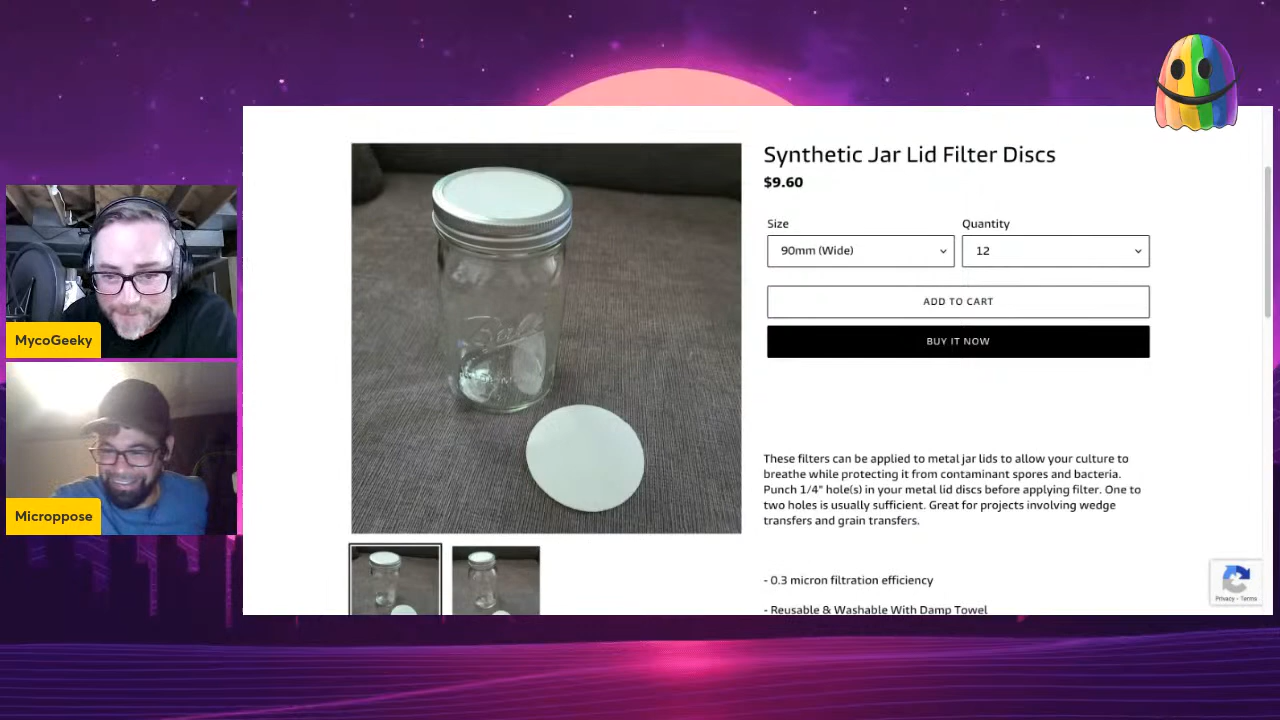 Synthetic Jar Lid Filter Discs
$9.60
Size
Quantity
90mm (Wide)
12
ADD TO CART
BUY IT NOW
These filters can be applied to metal jar lids to allow your culture to
breathe while protecting it from contaminant spores and bacteria.
Punch 1/4" hole(s) in your metal lid discs before applying filter. One to
two holes is usually sufficient. Great for projects involving wedge
transfers and grain transfers.
- 0.3 micron filtration efficiency
- Reusable & Washable With Damp Towel
MycoGeeky
Microppose
Privacy - Terms